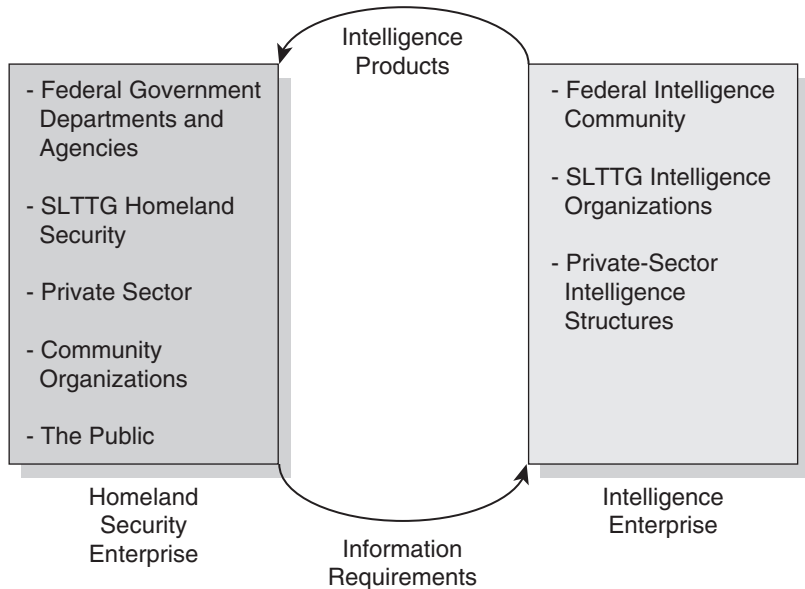 Intelligence
Products
- Federal Government
Departments and
Agencies
- SLTTG Homeland
Security
- Private Sector
- Community
Organizations
- The Public
- Federal Intelligence
Community
- SLTTG Intelligence
Organizations
- Private-Sector
Intelligence
Structures
Homeland
Security
Enterprise
Information
Requirements
Intelligence
Enterprise